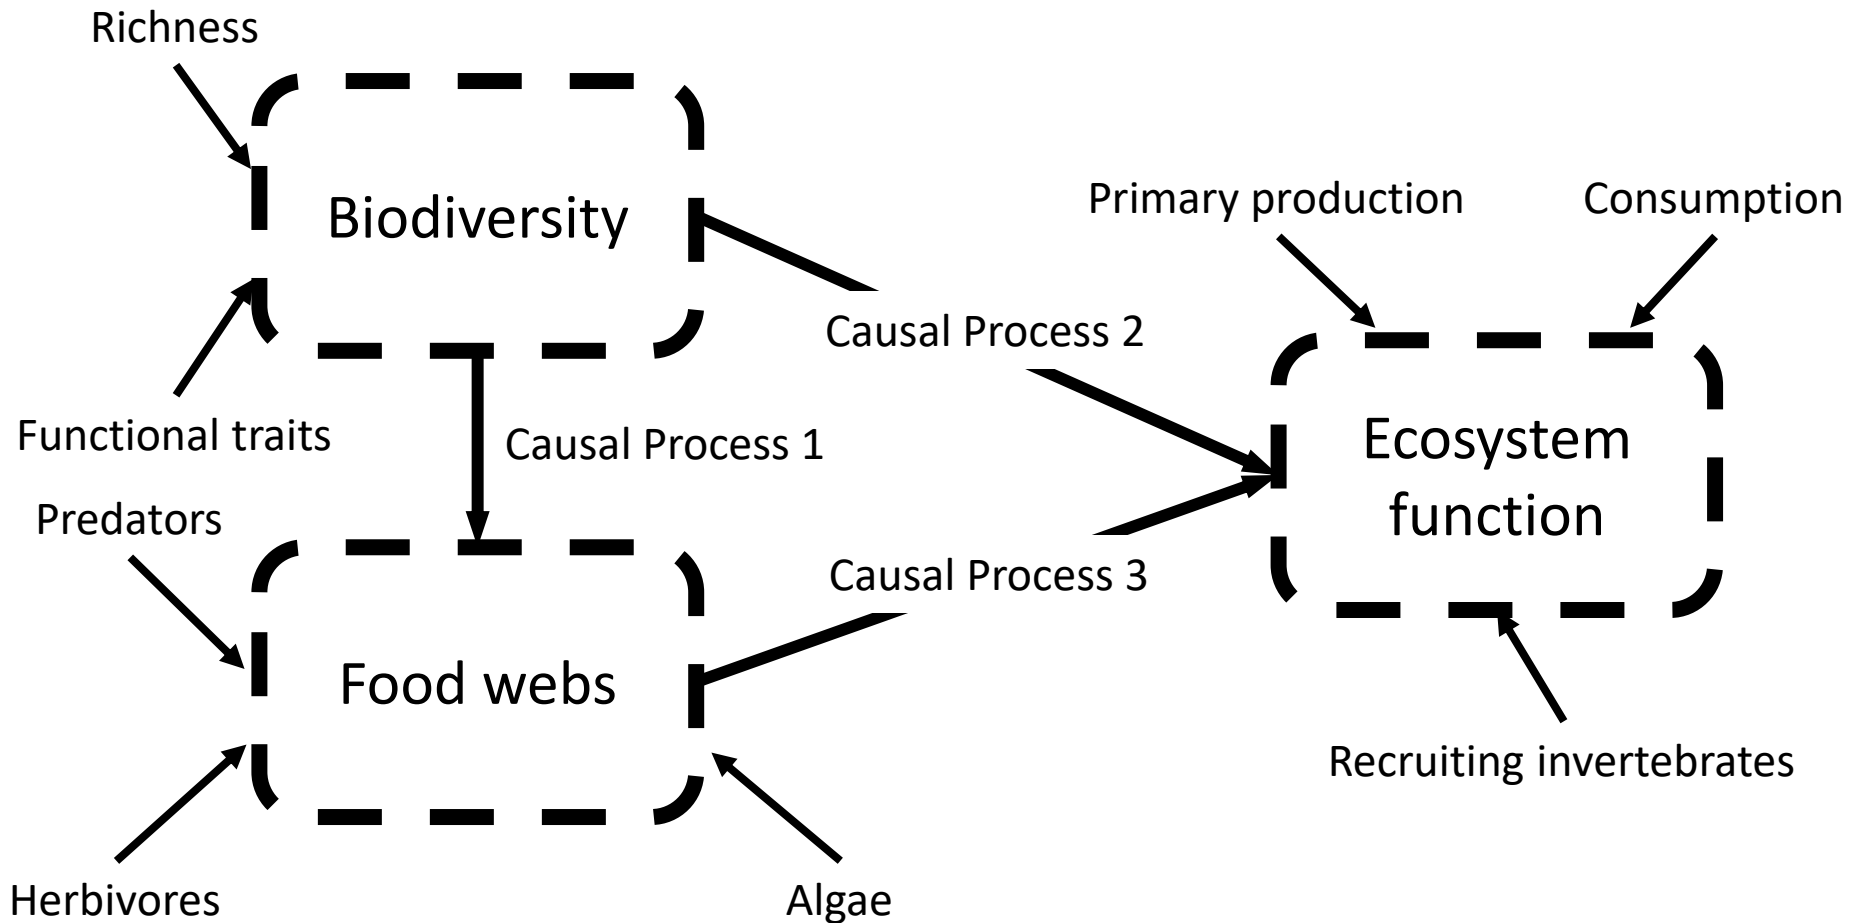 Richness
Biodiversity
Primary production
Consumption
Causal Process 2
Functional traits
Causal Process 1
Ecosystem
function
Predators
Causal Process 3
Food webs
Recruiting invertebrates
Herbivores
Algae